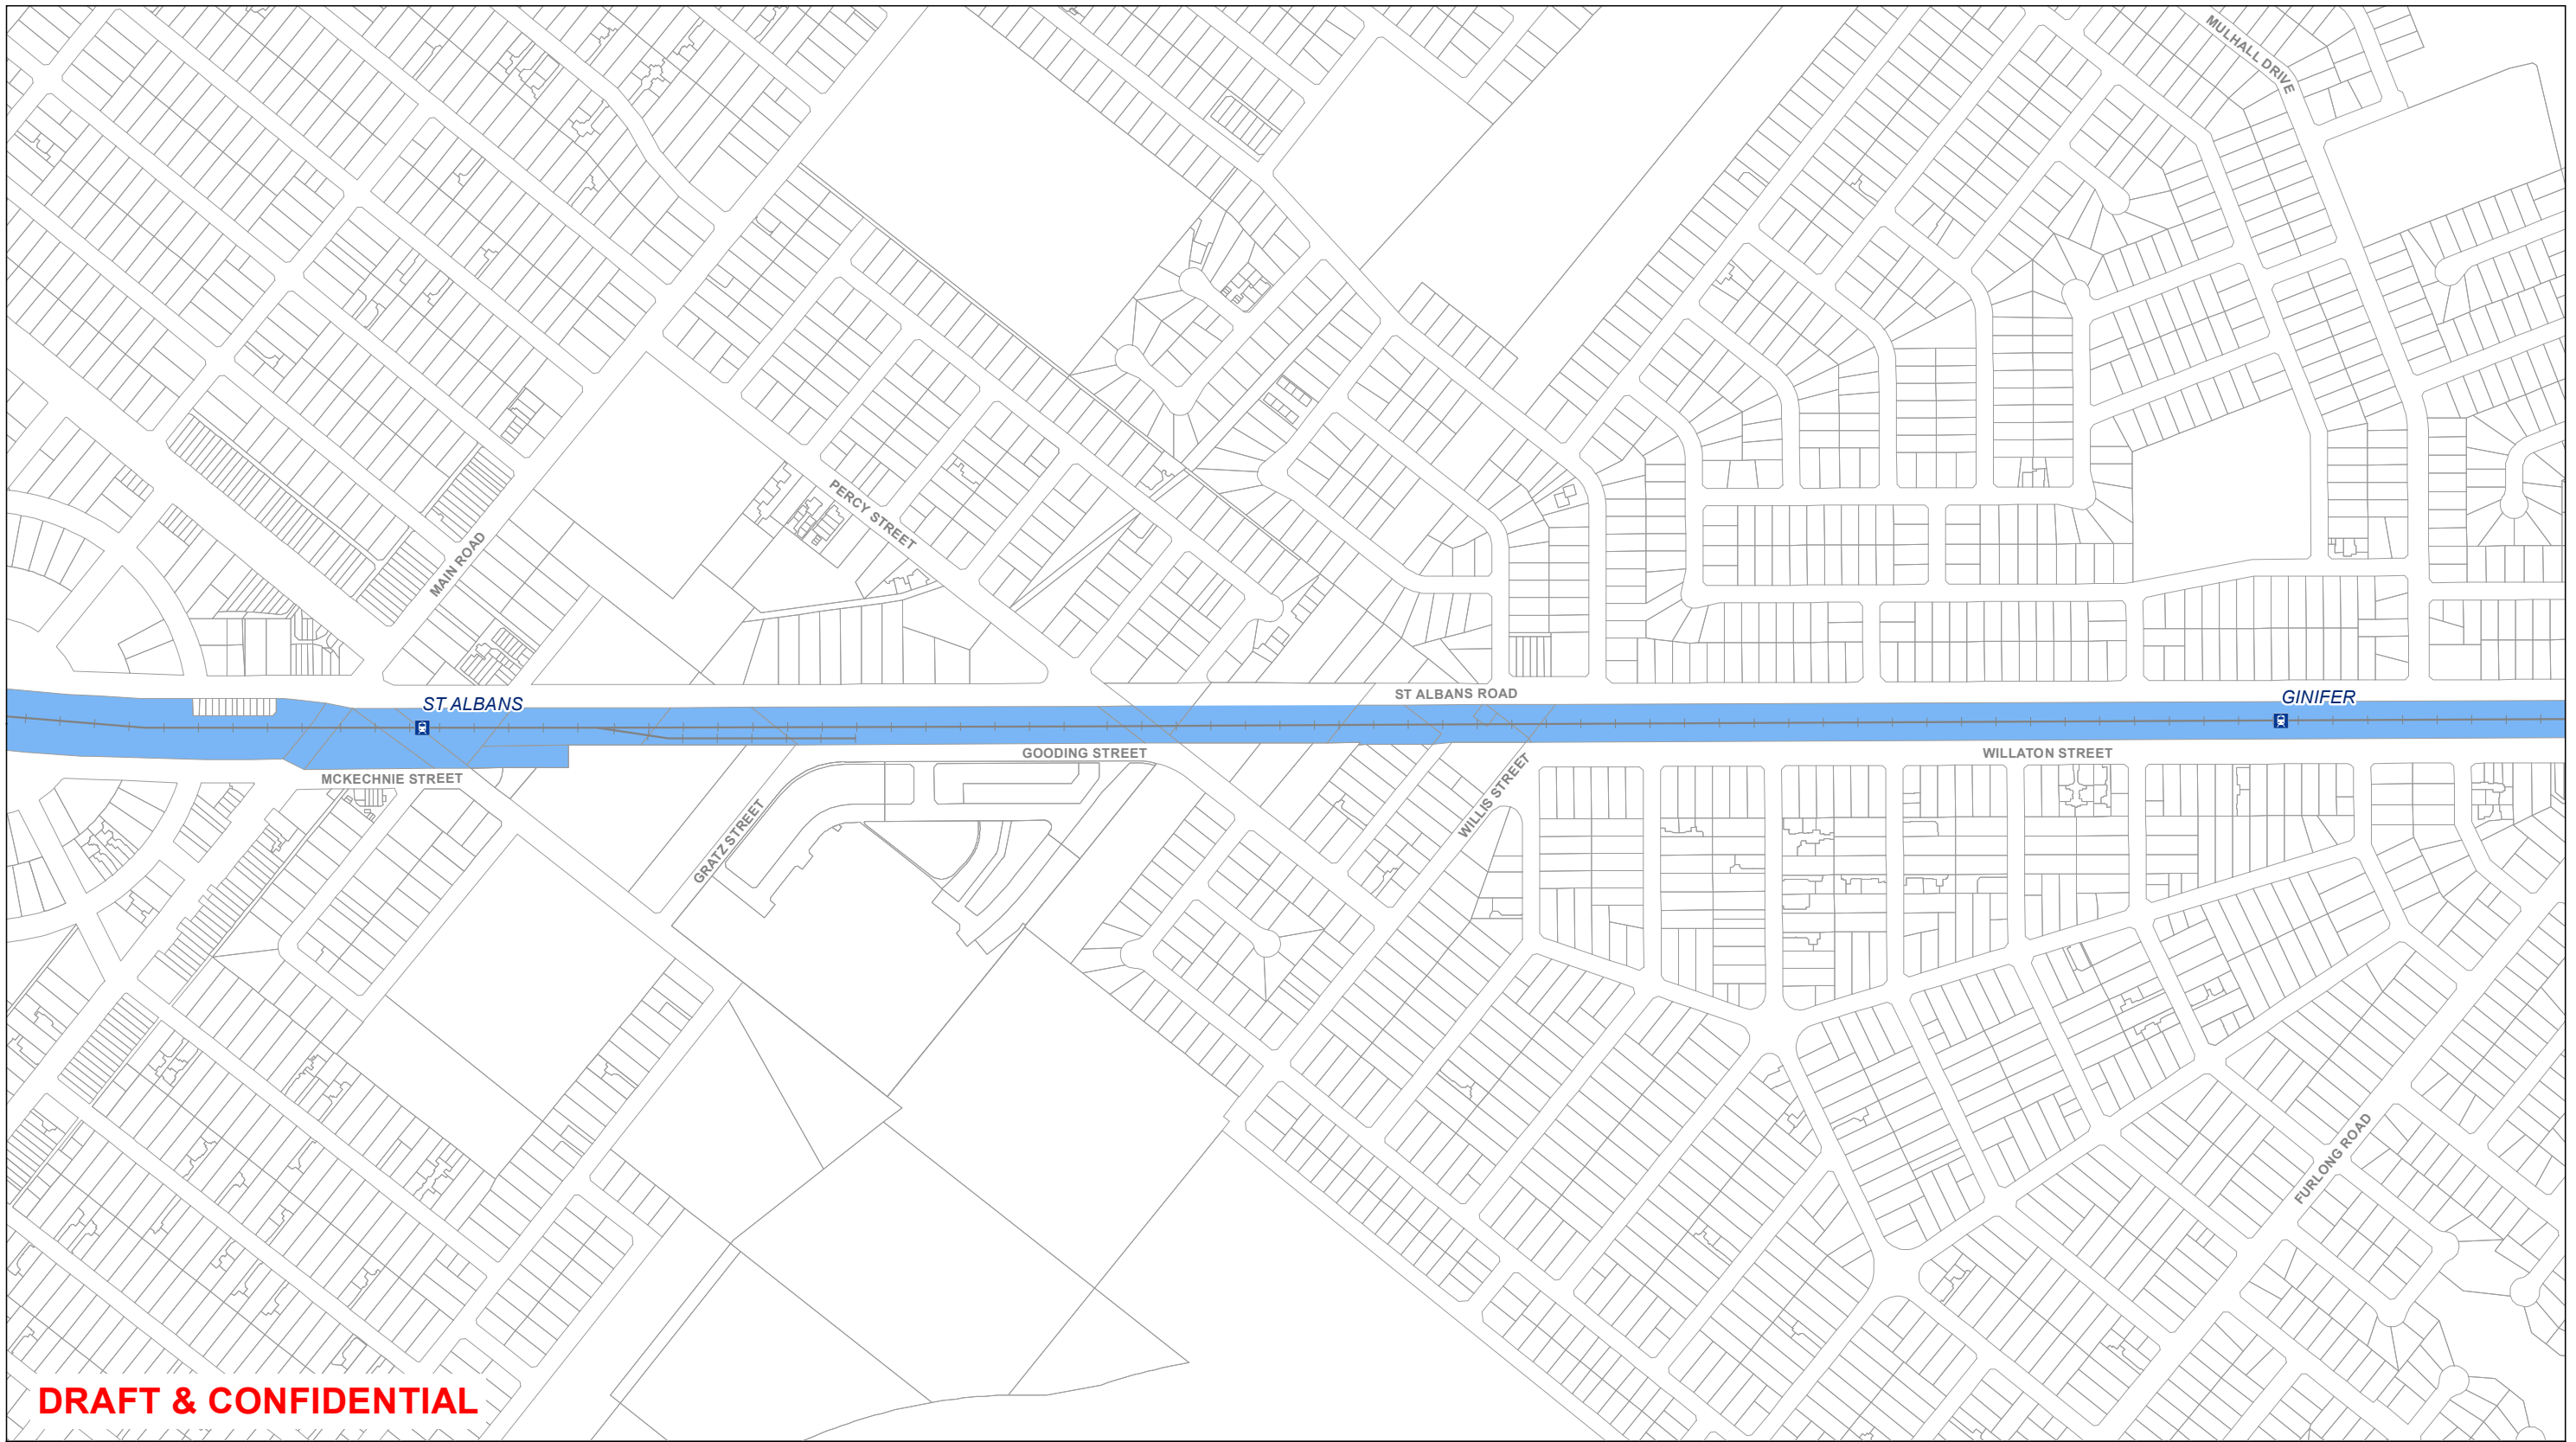 MULHALL DRIVE
PERCY STREET
MAIN ROAD
ST ALBANS
ST ALBANS ROAD
GINIFER
GOODING STREET
WILLATON STREET
MCKECHNIE STREET
WILLIS STREET
GRATZ STREET
FURLONG ROAD
DRAFT & CONFIDENTIAL